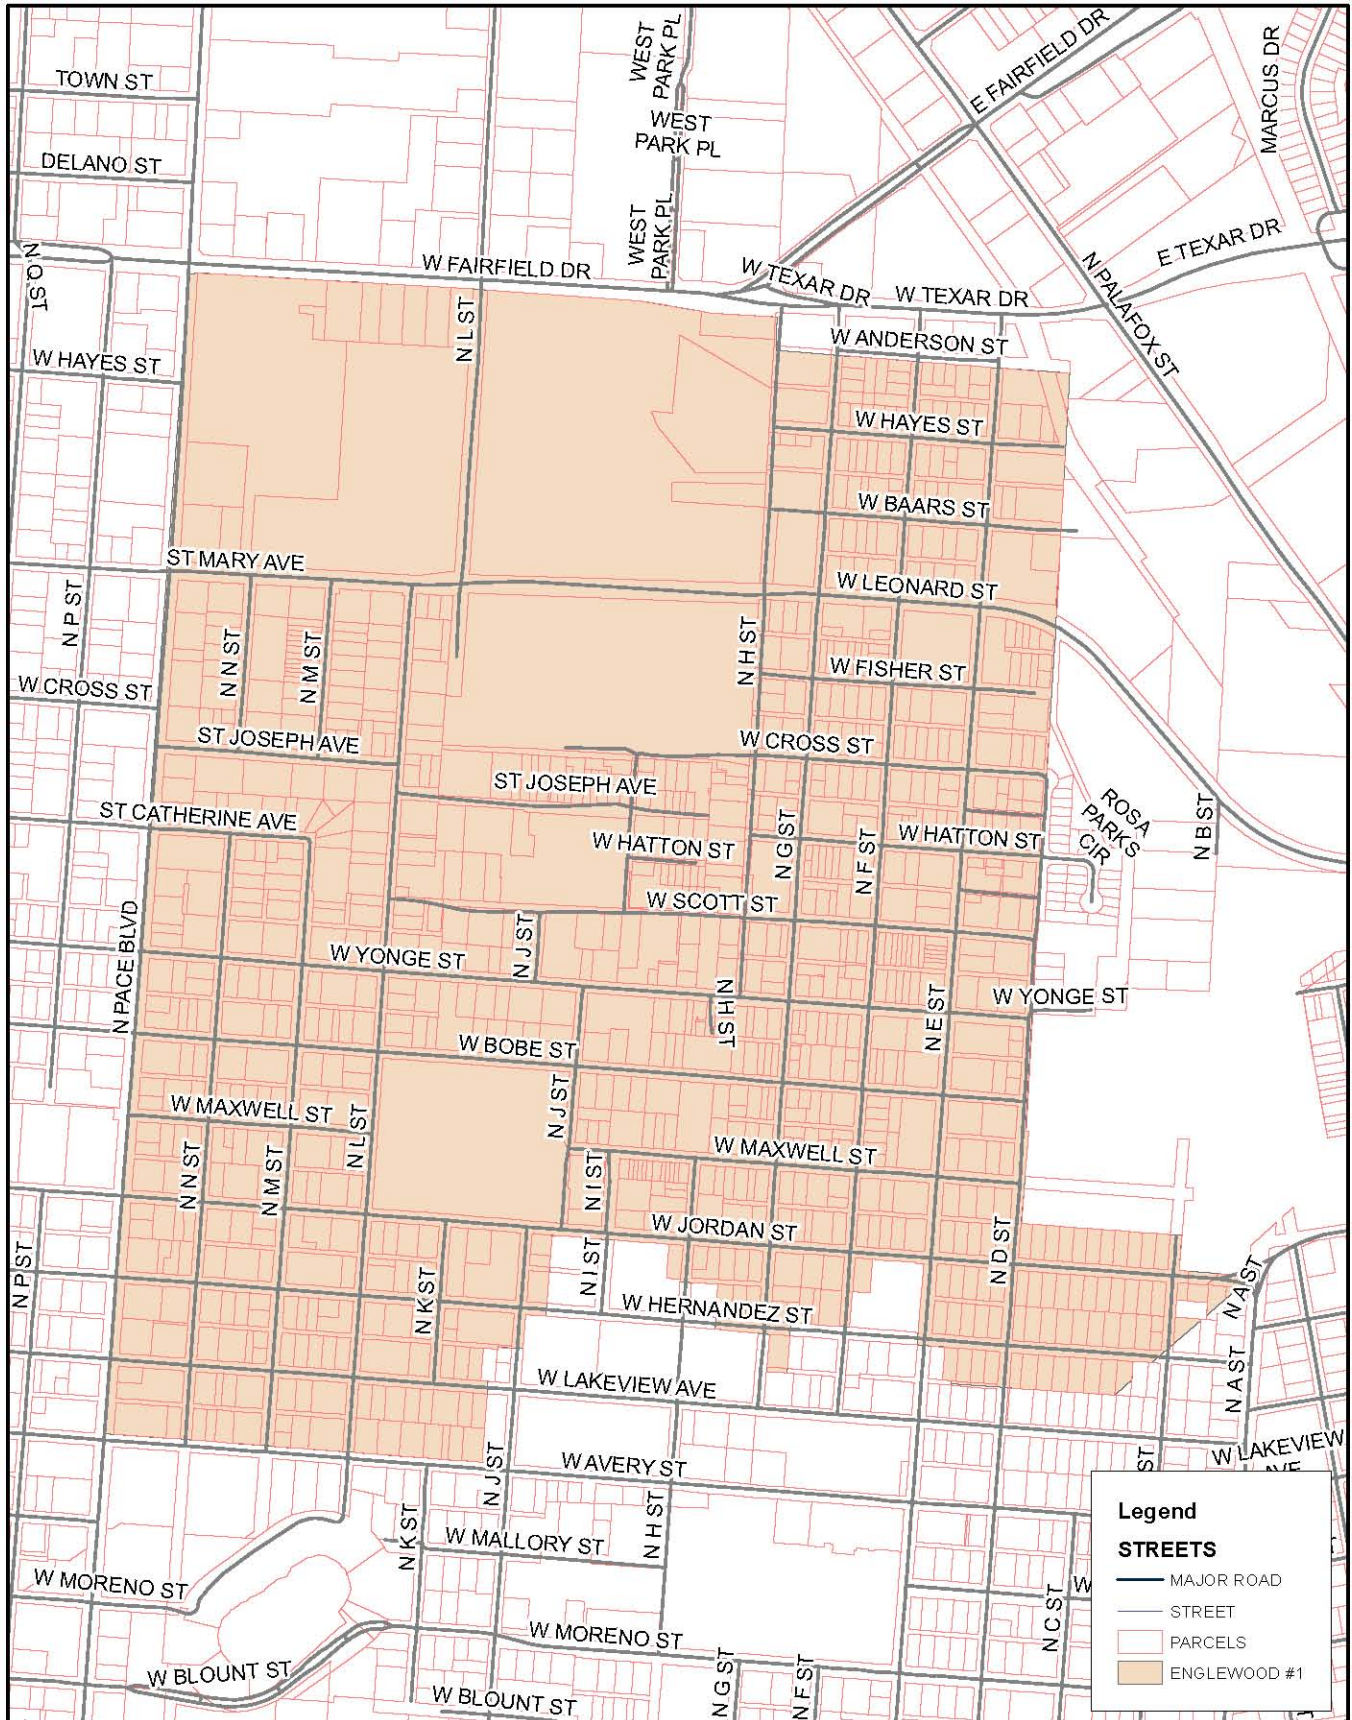 WEST
PARK PL
TOWN ST
WEST
PARK PL
E FAIRFIELD DR
MARCUS DR
DELANO ST
WEST
PARK PL
N Q ST
W FAIRFIELD DR
W TEXAR DR
W TEXAR DR
E TEXAR DR
N PALAFOX ST
N L ST
W ANDERSON ST
W HAYES ST
W HAYES ST
W BAARS ST
ST MARY AVE
W LEONARD ST
N P ST
N N ST
N M ST
N H ST
W FISHER ST
W CROSS ST
ST JOSEPH AVE
W CROSS ST
ST JOSEPH AVE
ST CATHERINE AVE
W HATTON ST
N G ST
N F ST
W HATTON ST
ROSA
PARKS
CIR
N B ST
W SCOTT ST
N PACE BLVD
W YONGE ST
N J ST
N H ST
N E ST
W YONGE ST
W BOBE ST
N J ST
W MAXWELL ST
N L ST
W MAXWELL ST
N N ST
N M ST
N I ST
W JORDAN ST
N D ST
N P ST
N K ST
N I ST
W HERNANDEZ ST
N A ST
W LAKEVIEW AVE
N A ST
W LAKEVIEW
AVE
ST
W AVERY ST
N J ST
N K ST
W MALLORY ST
N H ST
W MORENO ST
W MORENO ST
W
N C ST
W BLOUNT ST
W BLOUNT ST
N G ST
N F ST
Legend
STREETS
MAJOR ROAD
STREET
PARCELS
ENGLEWOOD #1